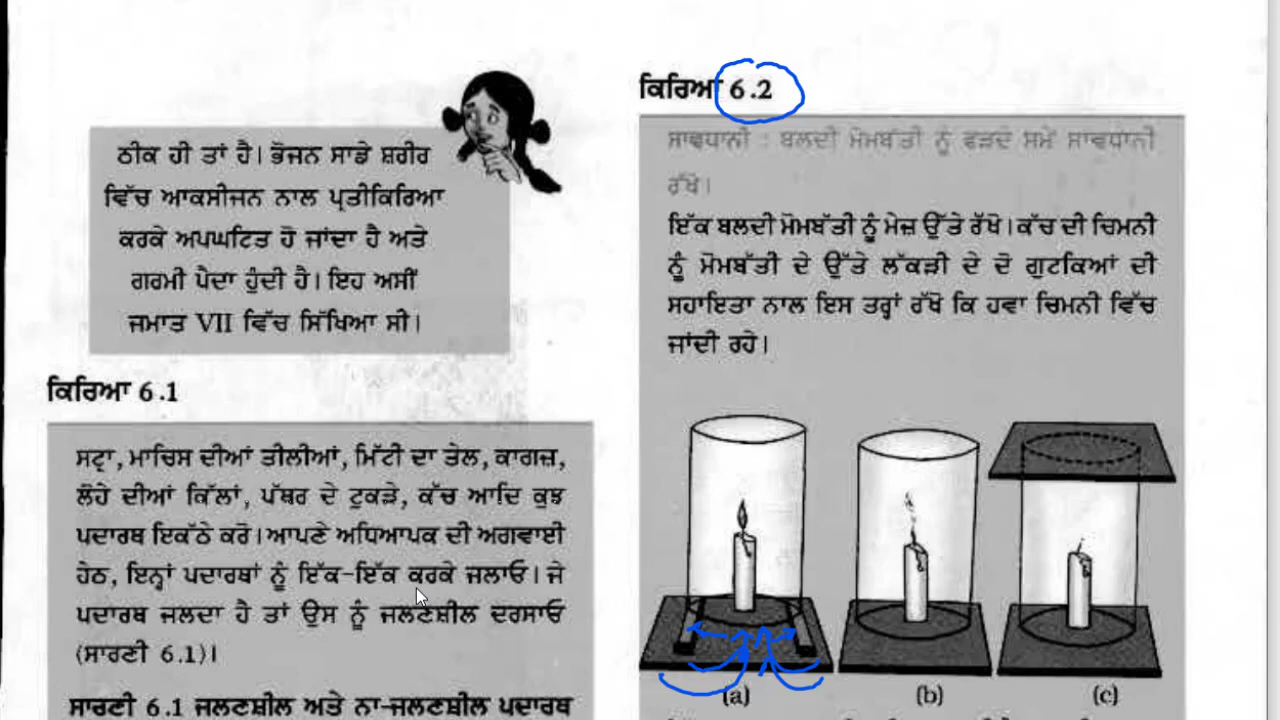 ਠੀਕ ਹੀ ਤਾਂ ਹੈ। ਭੋਜਨ ਸਾਡੇ ਸ਼ਰੀਰ
ਵਿੱਚ ਆਕਸੀਜਨ ਨਾਲ ਪ੍ਰਤੀਕਿਰਿਆ
ਕਰਕੇ ਅਪਘਟਿਤ ਹੋ ਜਾਂਦਾ ਹੈ ਅਤੇ
ਗਰਮੀ ਪੈਦਾ ਹੁੰਦੀ ਹੈ। ਇਹ ਅਸੀਂ
ਜਮਾਤ VII ਵਿੱਚ ਸਿੱਖਿਆ ਸੀ।
ਕਿਰਿਆ 6.1
ਸਟ੍ਰਾ, ਮਾਚਿਸ ਦੀਆਂ ਤੀਲੀਆਂ, ਮਿੱਟੀ ਦਾ ਤੇਲ, ਕਾਗਜ਼,
ਲੋਹੇ ਦੀਆਂ ਕਿੱਲਾਂ, ਪੱਥਰ ਦੇ ਟੁਕੜੇ, ਕੱਚ ਆਦਿ ਕੁਝ
ਪਦਾਰਥ ਇਕੱਠੇ ਕਰੋ। ਆਪਣੇ ਅਧਿਆਪਕ ਦੀ ਅਗਵਾਈ
ਹੇਠ, ਇਨ੍ਹਾਂ ਪਦਾਰਥਾਂ ਨੂੰ ਇੱਕ-ਇੱਕ ਕਰਕੇ ਜਲਾਓ। ਜੇ
ਪਦਾਰਥ ਜਲਦਾ ਹੈ ਤਾਂ ਉਸ ਨੂੰ ਜਲਣਸ਼ੀਲ ਦਰਸਾਓ
(ਸਾਰਣੀ 6.1)।
ਸਾਰਣੀ 6.1 ਜਲਣਸ਼ੀਲ ਅਤੇ ਨਾ-ਜਲਣਸ਼ੀਲ ਪਦਾਰਥ
ਕਿਰਿਆ 6.2
ਸਾਵਧਾਨੀ : ਬਲਦੀ ਮੋਮਬੱਤੀ ਨੂੰ ਫੜਦੇ ਸਮੇਂ ਸਾਵਧਾਨੀ
ਰੱਖੋ।
ਇੱਕ ਬਲਦੀ ਮੋਮਬੱਤੀ ਨੂੰ ਮੇਜ਼ ਉੱਤੇ ਰੱਖੋ। ਕੱਚ ਦੀ ਚਿਮਨੀ
ਨੂੰ ਮੋਮਬੱਤੀ ਦੇ ਉੱਤੇ ਲੱਕੜੀ ਦੇ ਦੋ ਗੁਟਕਿਆਂ ਦੀ
ਸਹਾਇਤਾ ਨਾਲ ਇਸ ਤਰ੍ਹਾਂ ਰੱਖੋ ਕਿ ਹਵਾ ਚਿਮਨੀ ਵਿੱਚ
ਜਾਂਦੀ ਰਹੇ।
(a) (b) (c)